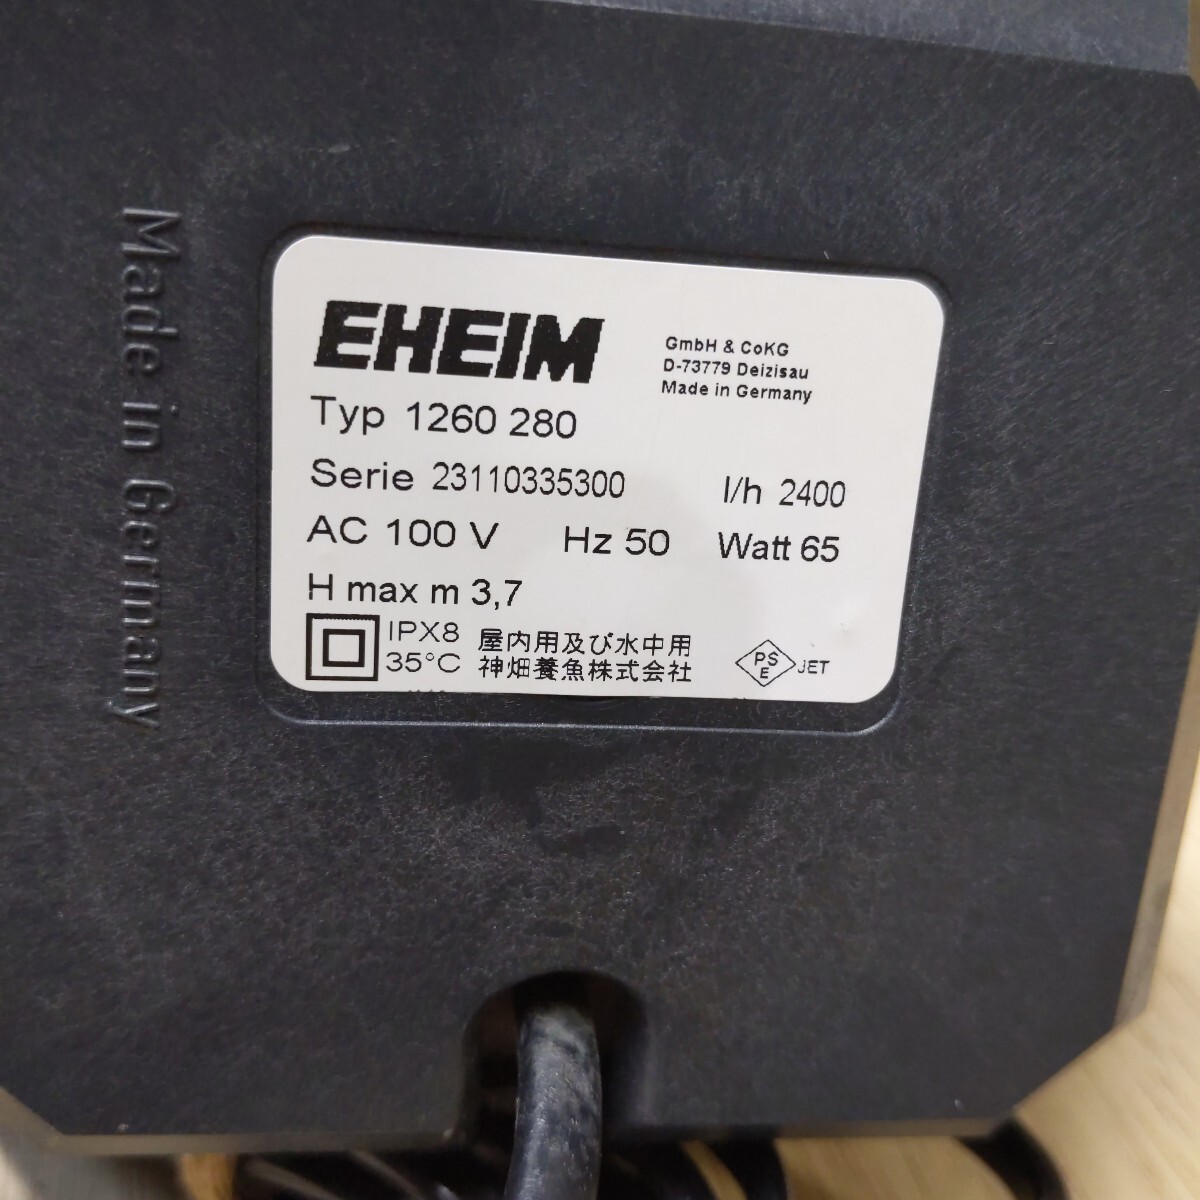 Made in Germany
EHEIM
GmbH & CoKG
D-73779 Deizisau
Made in Germany
Typ 1260 280
Serie 23110335300 l/h 2400
AC 100 V Hz 50 Watt 65
H max m 3,7
IPX8 屋内用及び水中用
35°C 神畑養魚株式会社
PS
E
JET